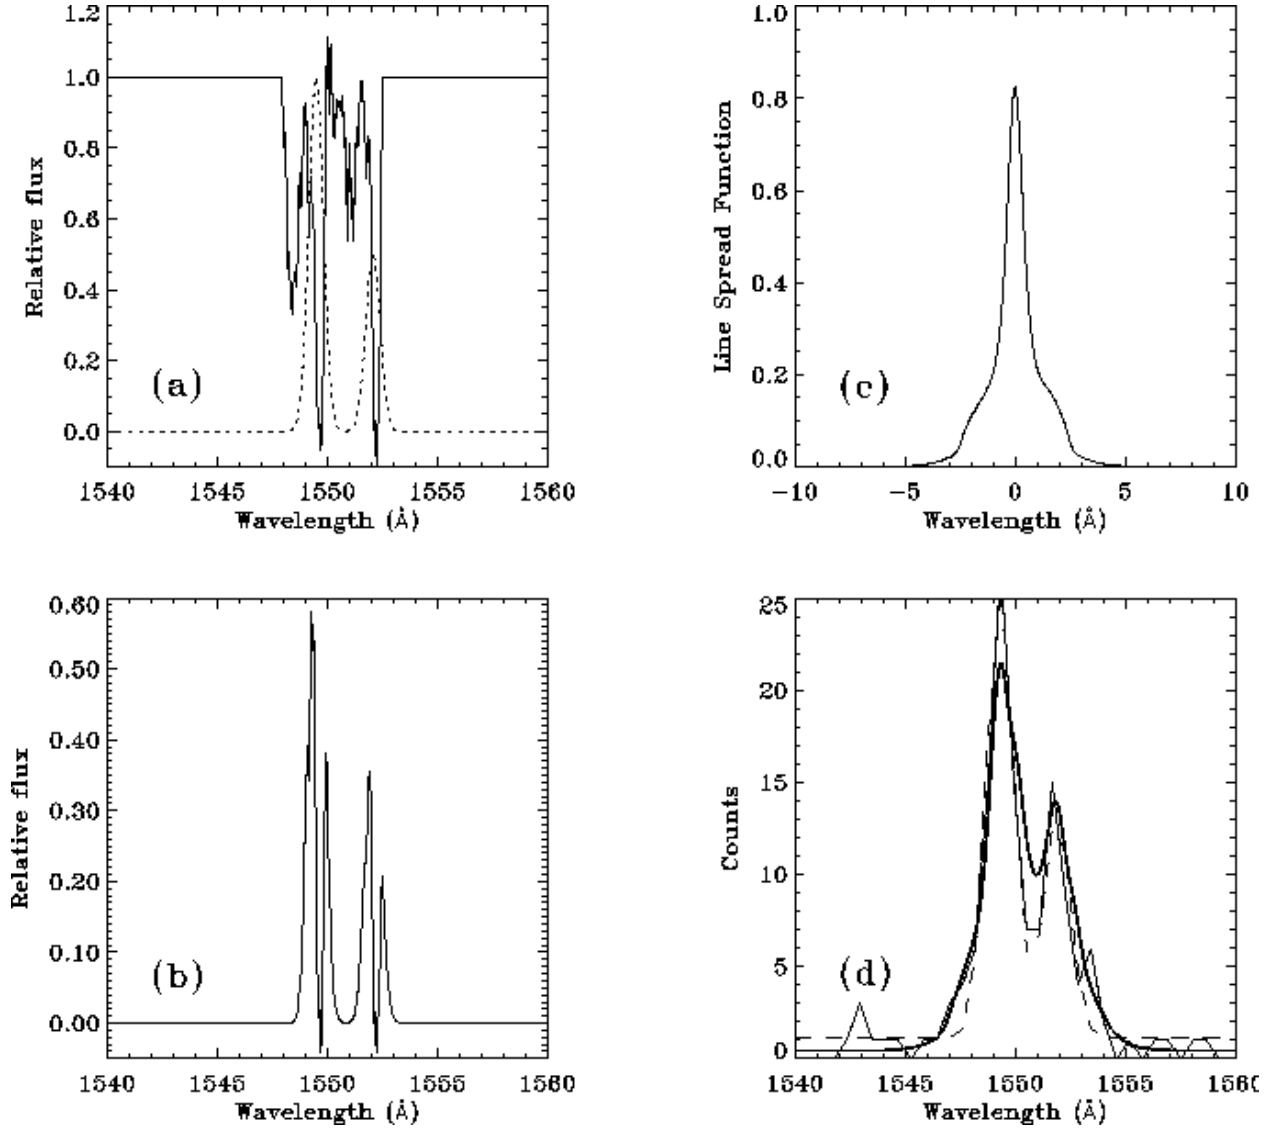 1.2
1.0
0.8
0.6
0.4
0.2
0.0
Relative flux
(a)
1540 1545 1550 1555 1560
Wavelength (Å)
1.0
0.8
0.6
0.4
0.2
0.0
Line Spread Function
(c)
-10 -5 0 5 10
Wavelength (Å)
0.60
0.50
0.40
0.30
0.20
0.10
0.00
Relative flux
(b)
1540 1545 1550 1555 1560
Wavelength (Å)
25
20
15
10
5
0
Counts
(d)
1540 1545 1550 1555 1560
Wavelength (Å)